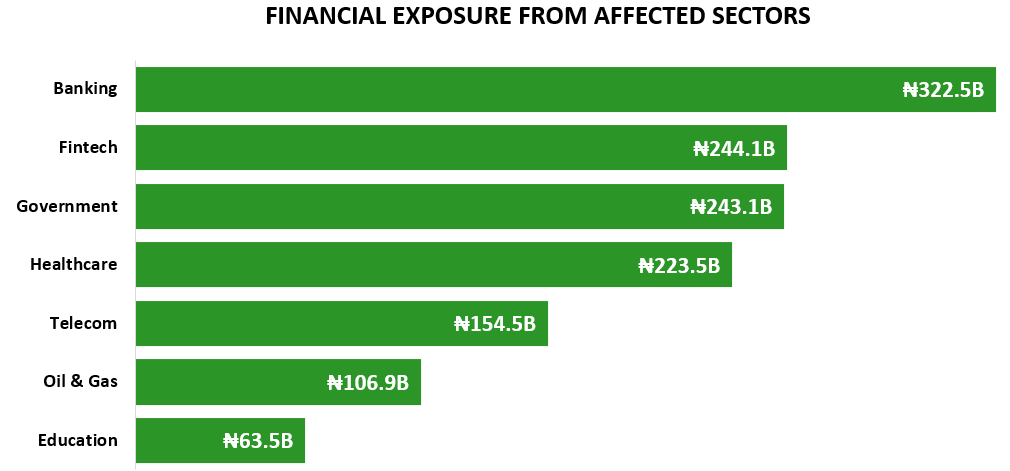 FINANCIAL EXPOSURE FROM AFFECTED SECTORS
Banking ₦322.5B
Fintech ₦244.1B
Government ₦243.1B
Healthcare ₦223.5B
Telecom ₦154.5B
Oil & Gas ₦106.9B
Education ₦63.5B